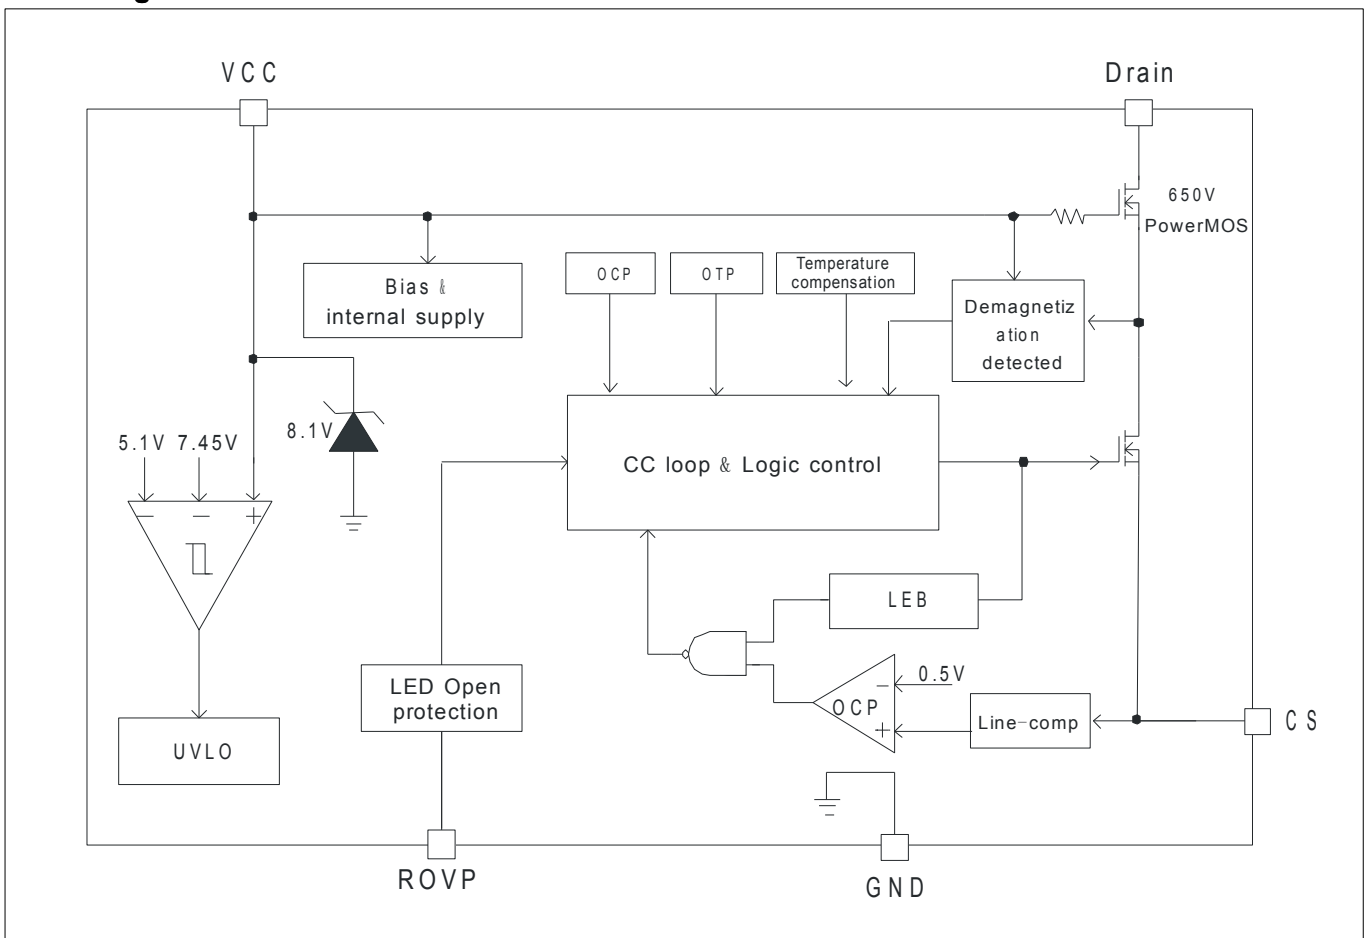 g
VCC
Drain
650V
PowerMOS
Bias &
internal supply
OCP
OTP
Temperature
compensation
Demagnetiz
ation
detected
5.1V 7.45V
8.1V
CC loop & Logic control
LEB
LED Open
protection
0.5V
OCP
Line-comp
CS
UVLO
ROVP
GND